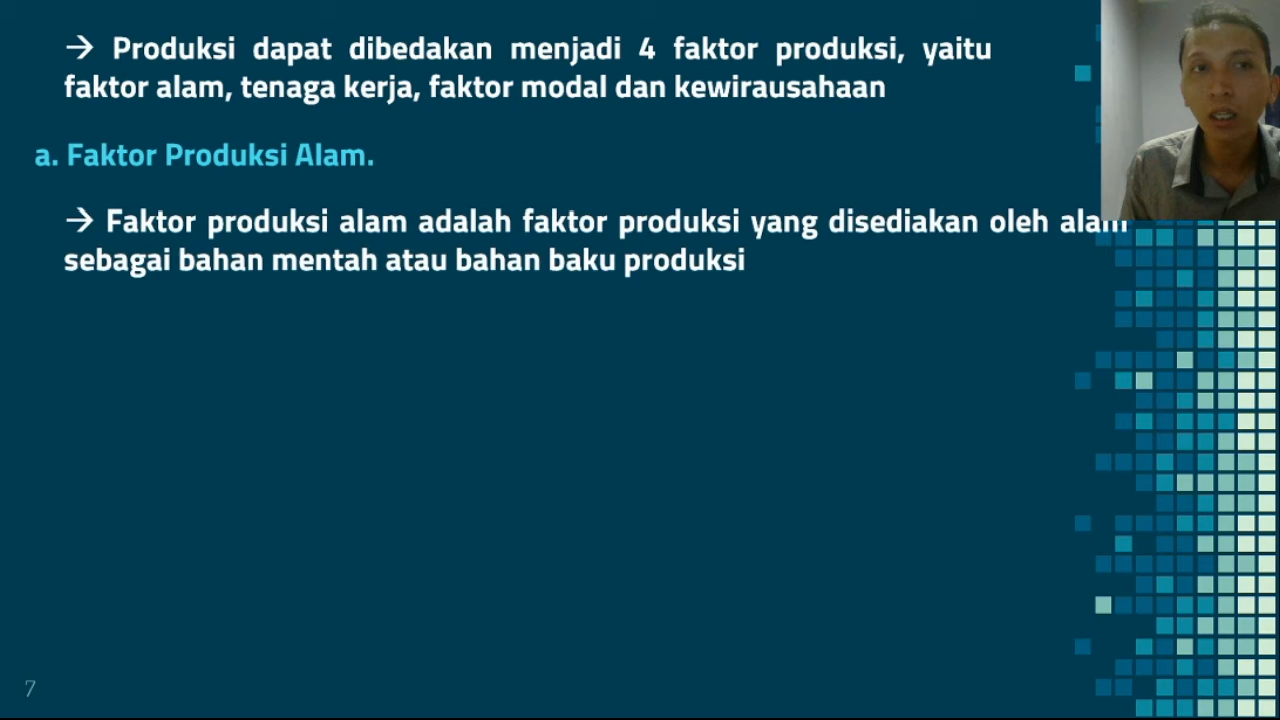 → Produksi dapat dibedakan menjadi 4 faktor produksi, yaitu
faktor alam, tenaga kerja, faktor modal dan kewirausahaan
a. Faktor Produksi Alam.
→ Faktor produksi alam adalah faktor produksi yang disediakan oleh alam
sebagai bahan mentah atau bahan baku produksi
7